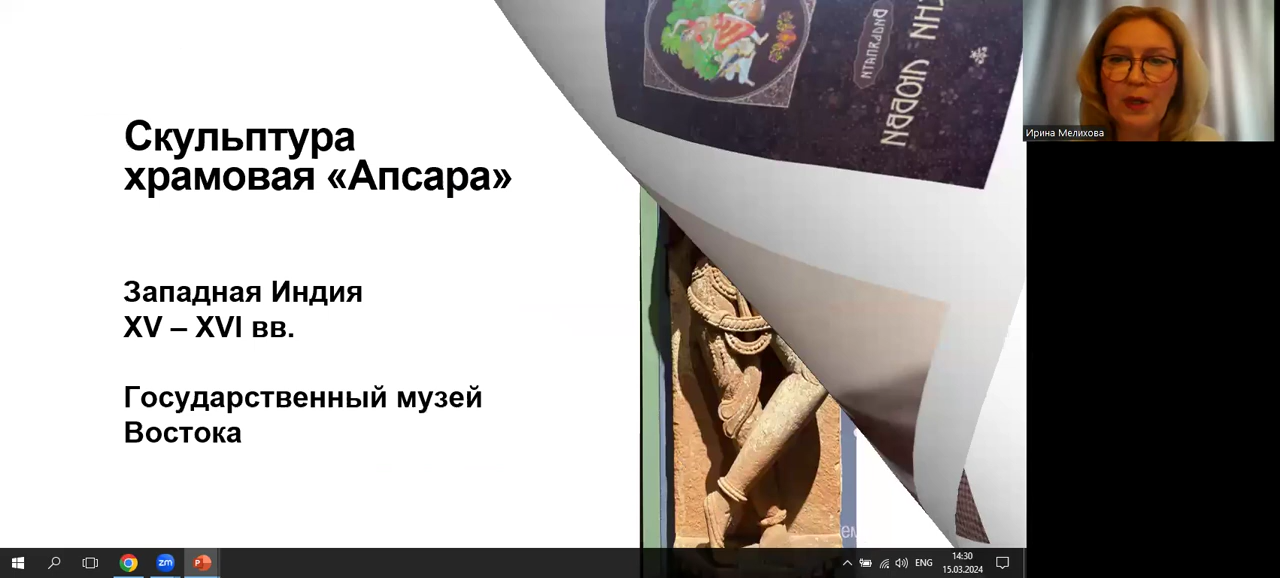 Скульптура
храмовая «Апсара»
Западная Индия
XV – XVI вв.
Государственный музей
Востока
Ирина Мелихова
zm
P
ENG
14:30
15.03.2024